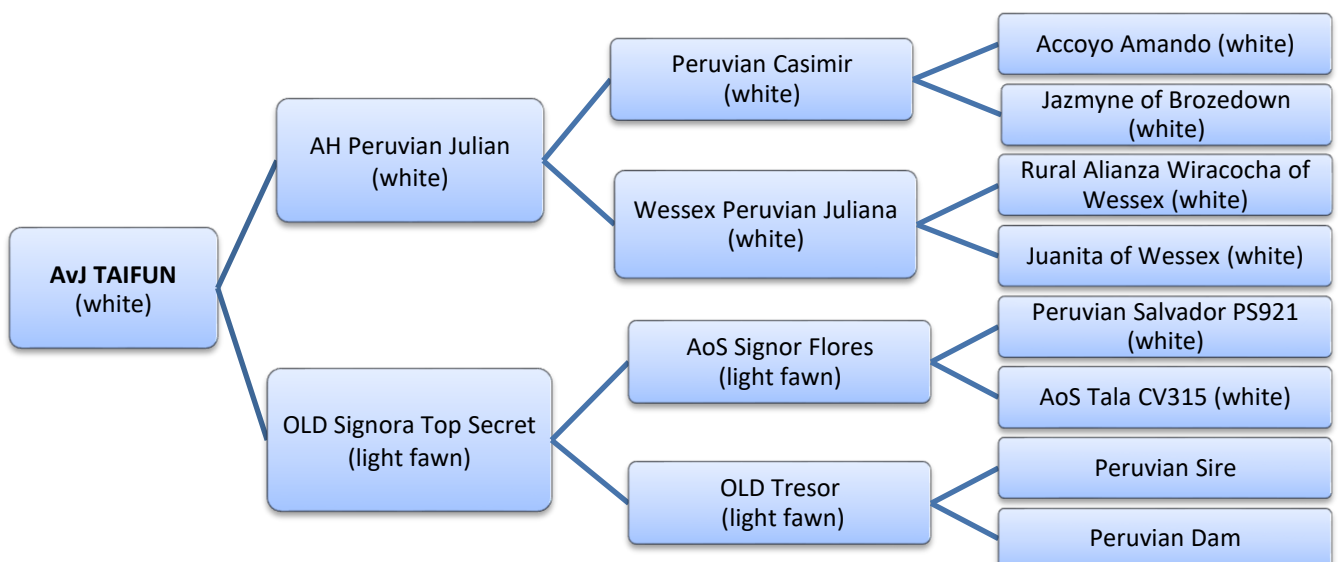 AvJ TAIFUN
(white)
AH Peruvian Julian
(white)
OLD Signora Top Secret
(light fawn)
Peruvian Casimir
(white)
Wessex Peruvian Juliana
(white)
AoS Signor Flores
(light fawn)
OLD Tresor
(light fawn)
Accoyo Amando (white)
Jazmyne of Brozedown
(white)
Rural Alianza Wiracocha of
Wessex (white)
Juanita of Wessex (white)
Peruvian Salvador PS921
(white)
AoS Tala CV315 (white)
Peruvian Sire
Peruvian Dam